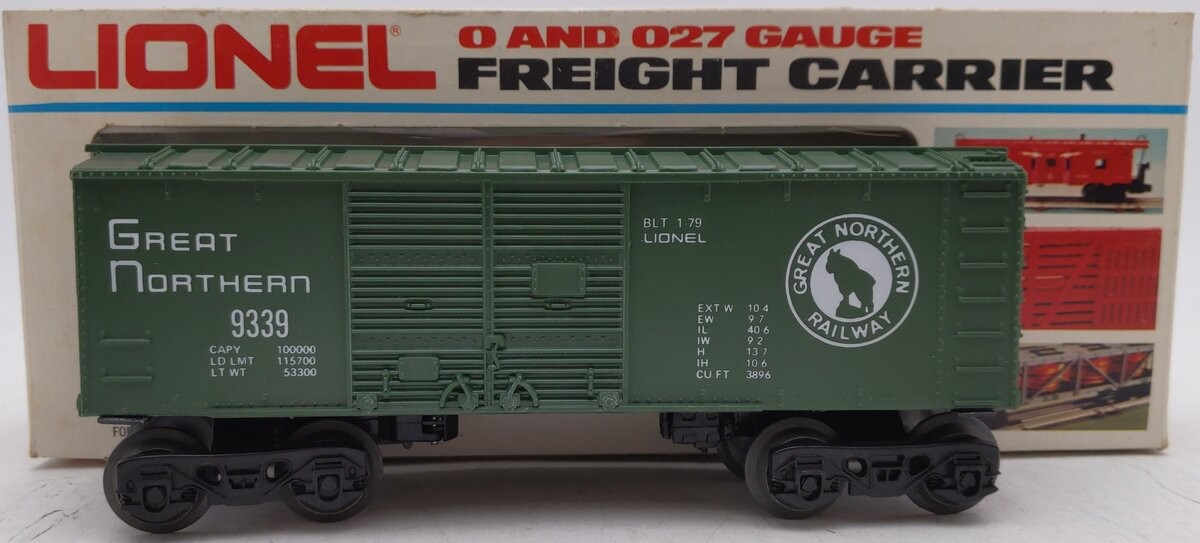 LIONEL®
O AND O27 GAUGE
FREIGHT CARRIER
GREAT
NORTHERN
9339
CAPY 100000
LD LMT 115700
LT WT 53300
BLT 1-79
LIONEL
EXT W 10 4
EW 9 7
IL 40 6
IW 9 2
H 13 7
IH 10 6
CU FT 3896
GREAT NORTHERN
RAILWAY